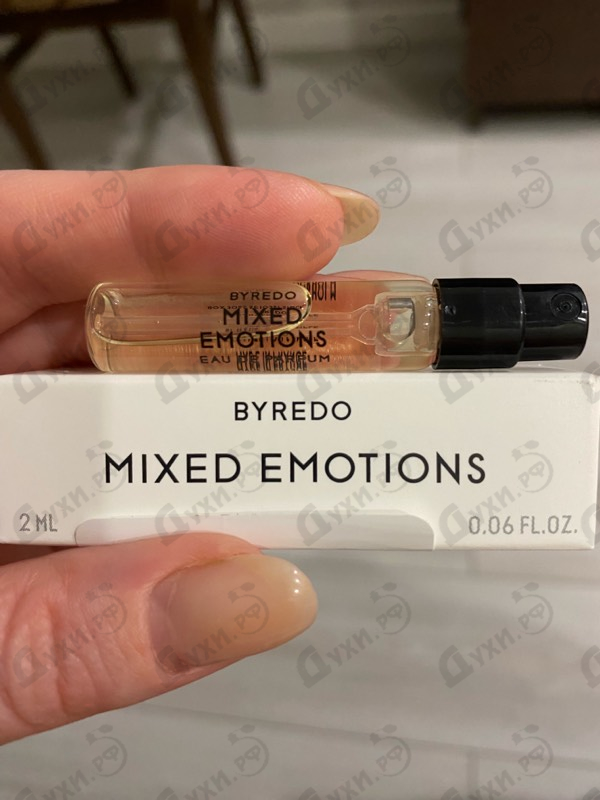 BYREDO
MIXED
EMOTIONS
EAU DE PARFUM
BYREDO
MIXED EMOTIONS
2 ML
0.06 FL.OZ.
Духи.РФ